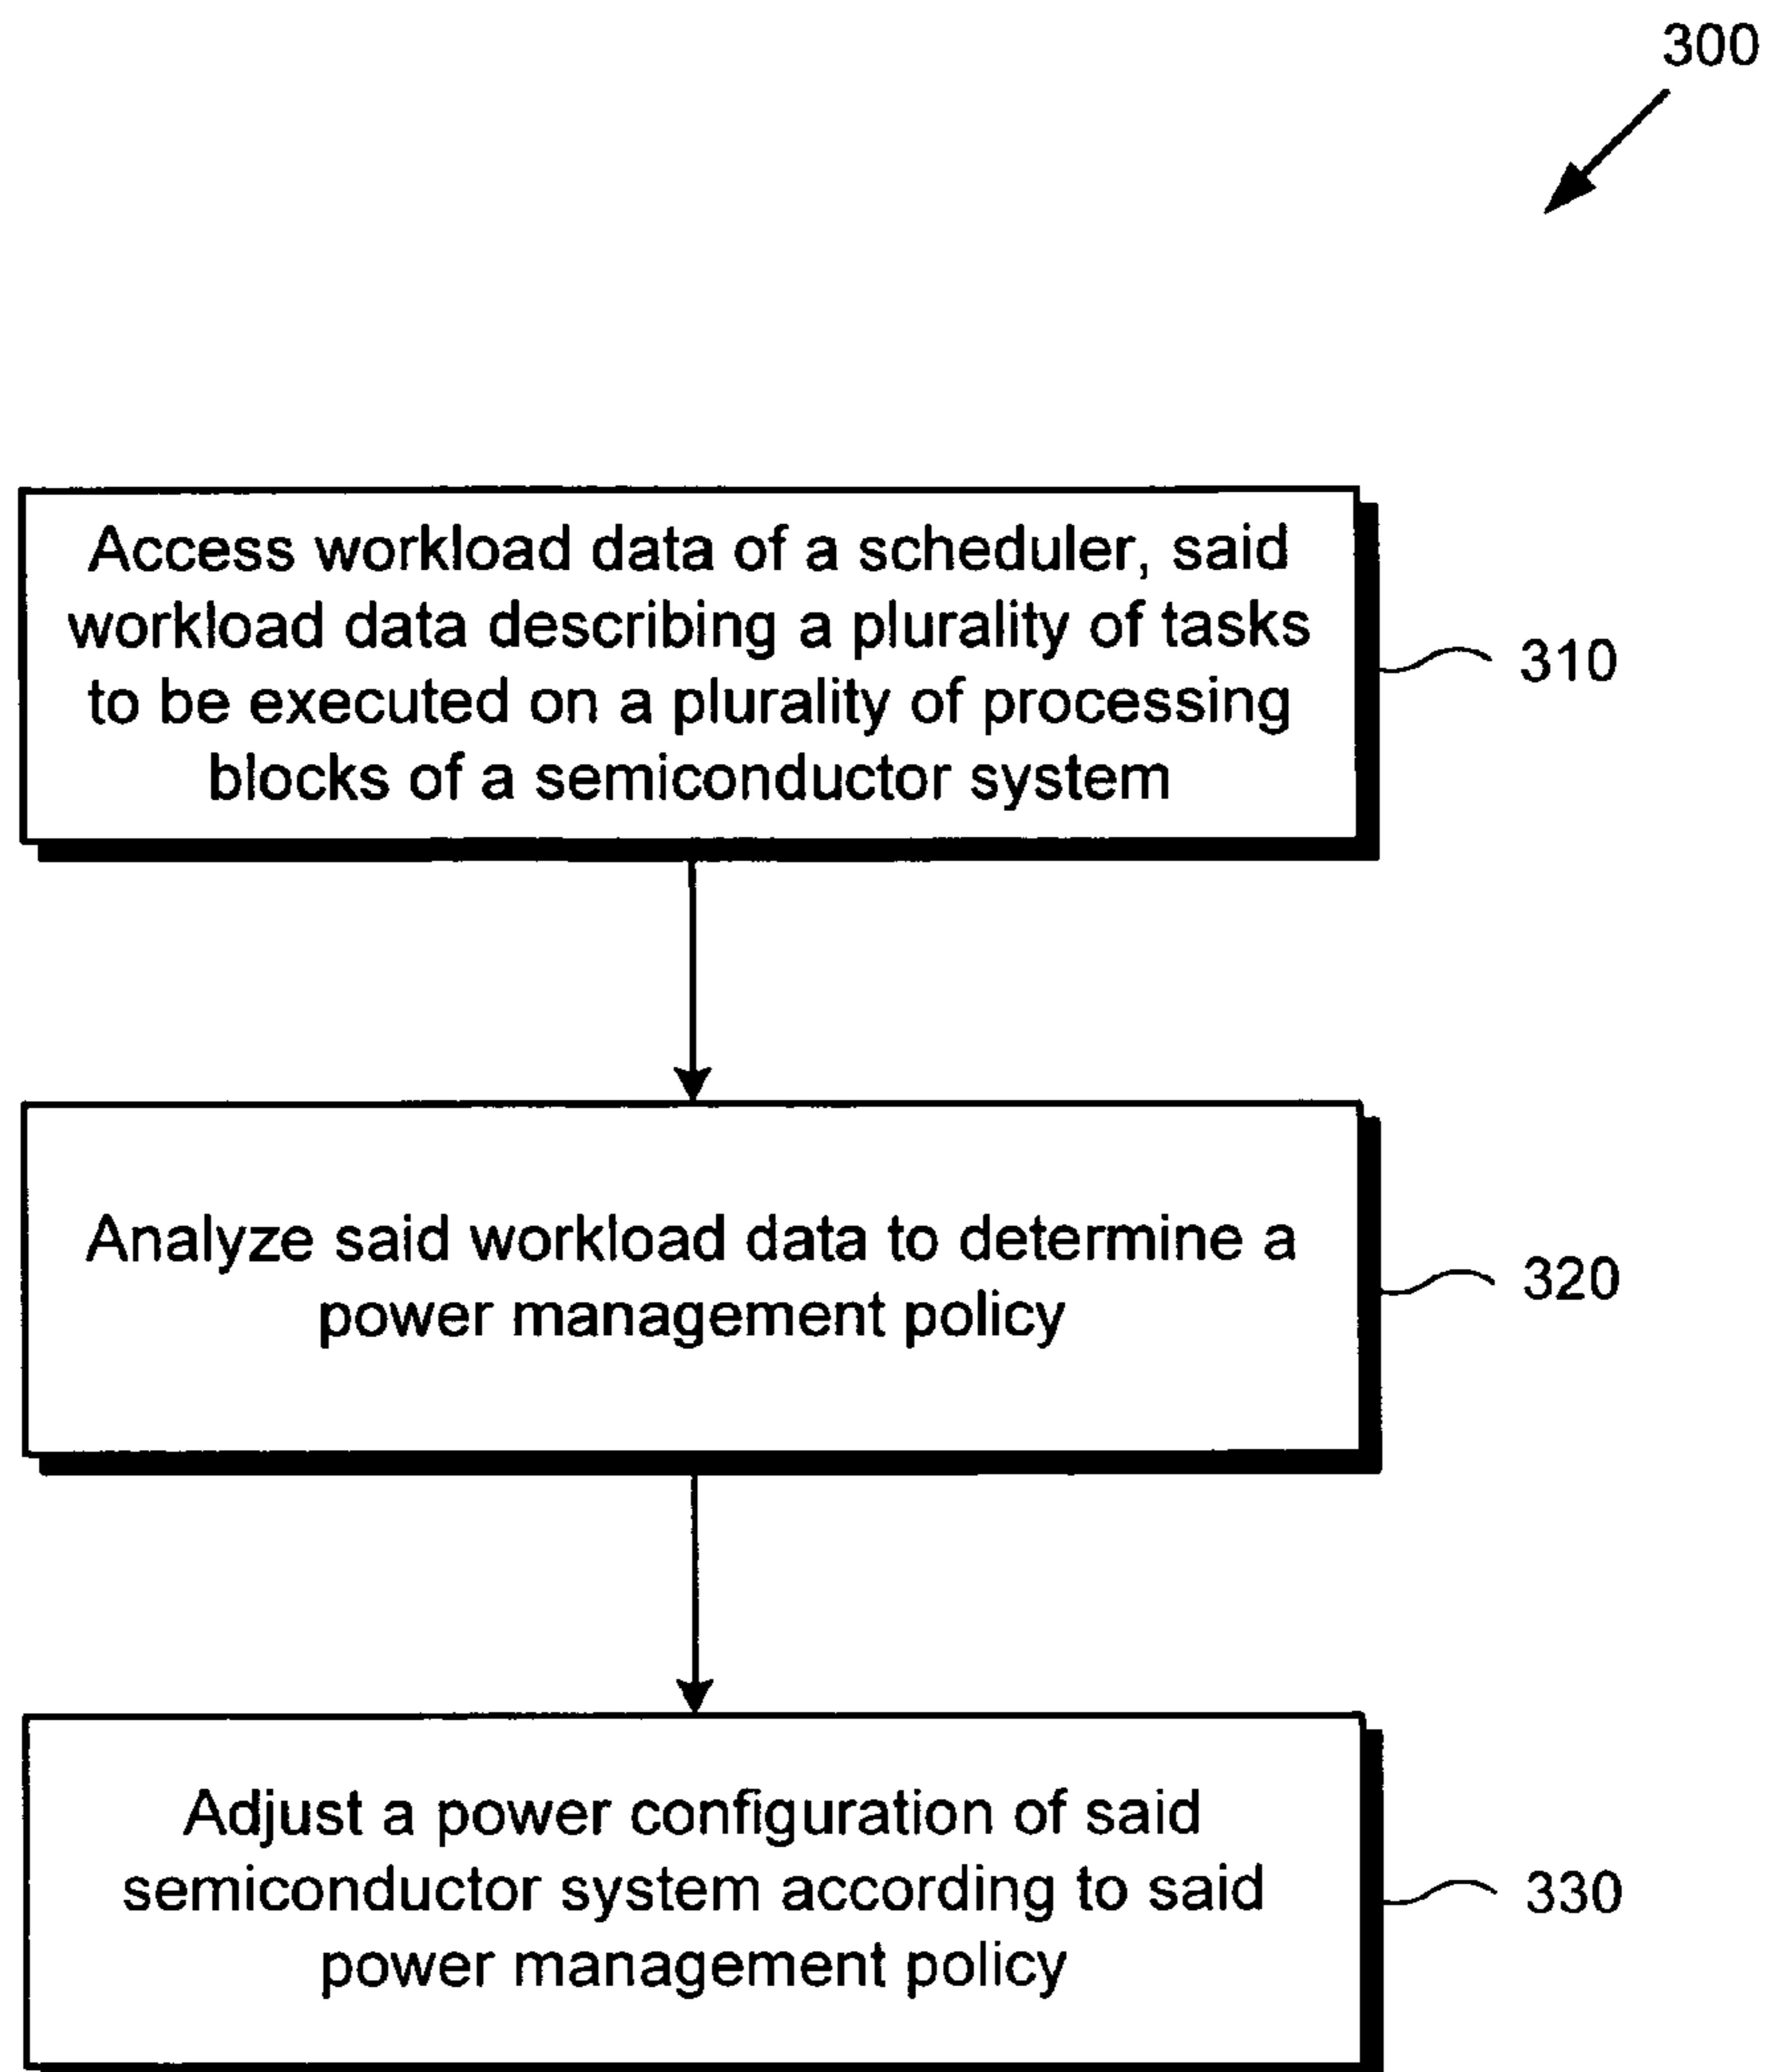 300
Access workload data of a scheduler, said
workload data describing a plurality of tasks
to be executed on a plurality of processing
blocks of a semiconductor system
310
Analyze said workload data to determine a
power management policy
320
Adjust a power configuration of said
semiconductor system according to said
power management policy
330